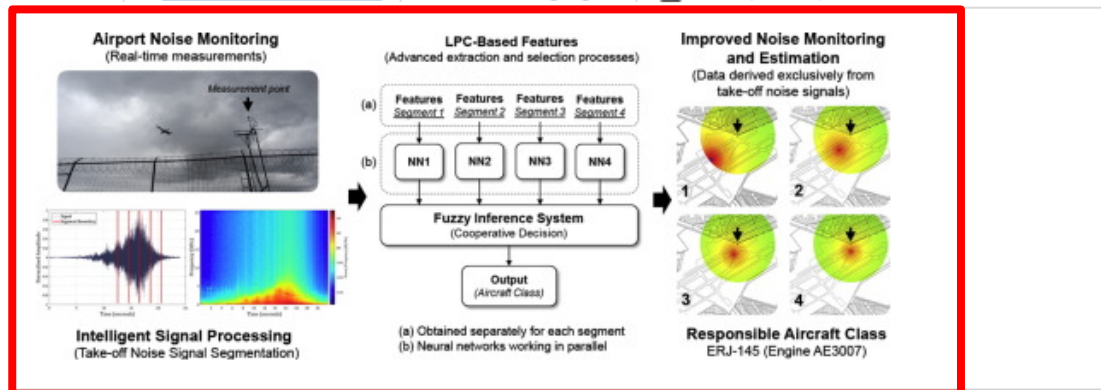 Airport Noise Monitoring
(Real-time measurements)
Measurement point
Intelligent Signal Processing
(Take-off Noise Signal Segmentation)
LPC-Based Features
(Advanced extraction and selection processes)
(a)
Features Features Features Features
Segment 1 Segment 2 Segment 3 Segment 4
(b)
NN1 NN2 NN3 NN4
Fuzzy Inference System
(Cooperative Decision)
Output
(Aircraft Class)
(a) Obtained separately for each segment
(b) Neural networks working in parallel
Improved Noise Monitoring
and Estimation
(Data derived exclusively from
take-off noise signals)
1 2
3 4
Responsible Aircraft Class
ERJ-145 (Engine AE3007)